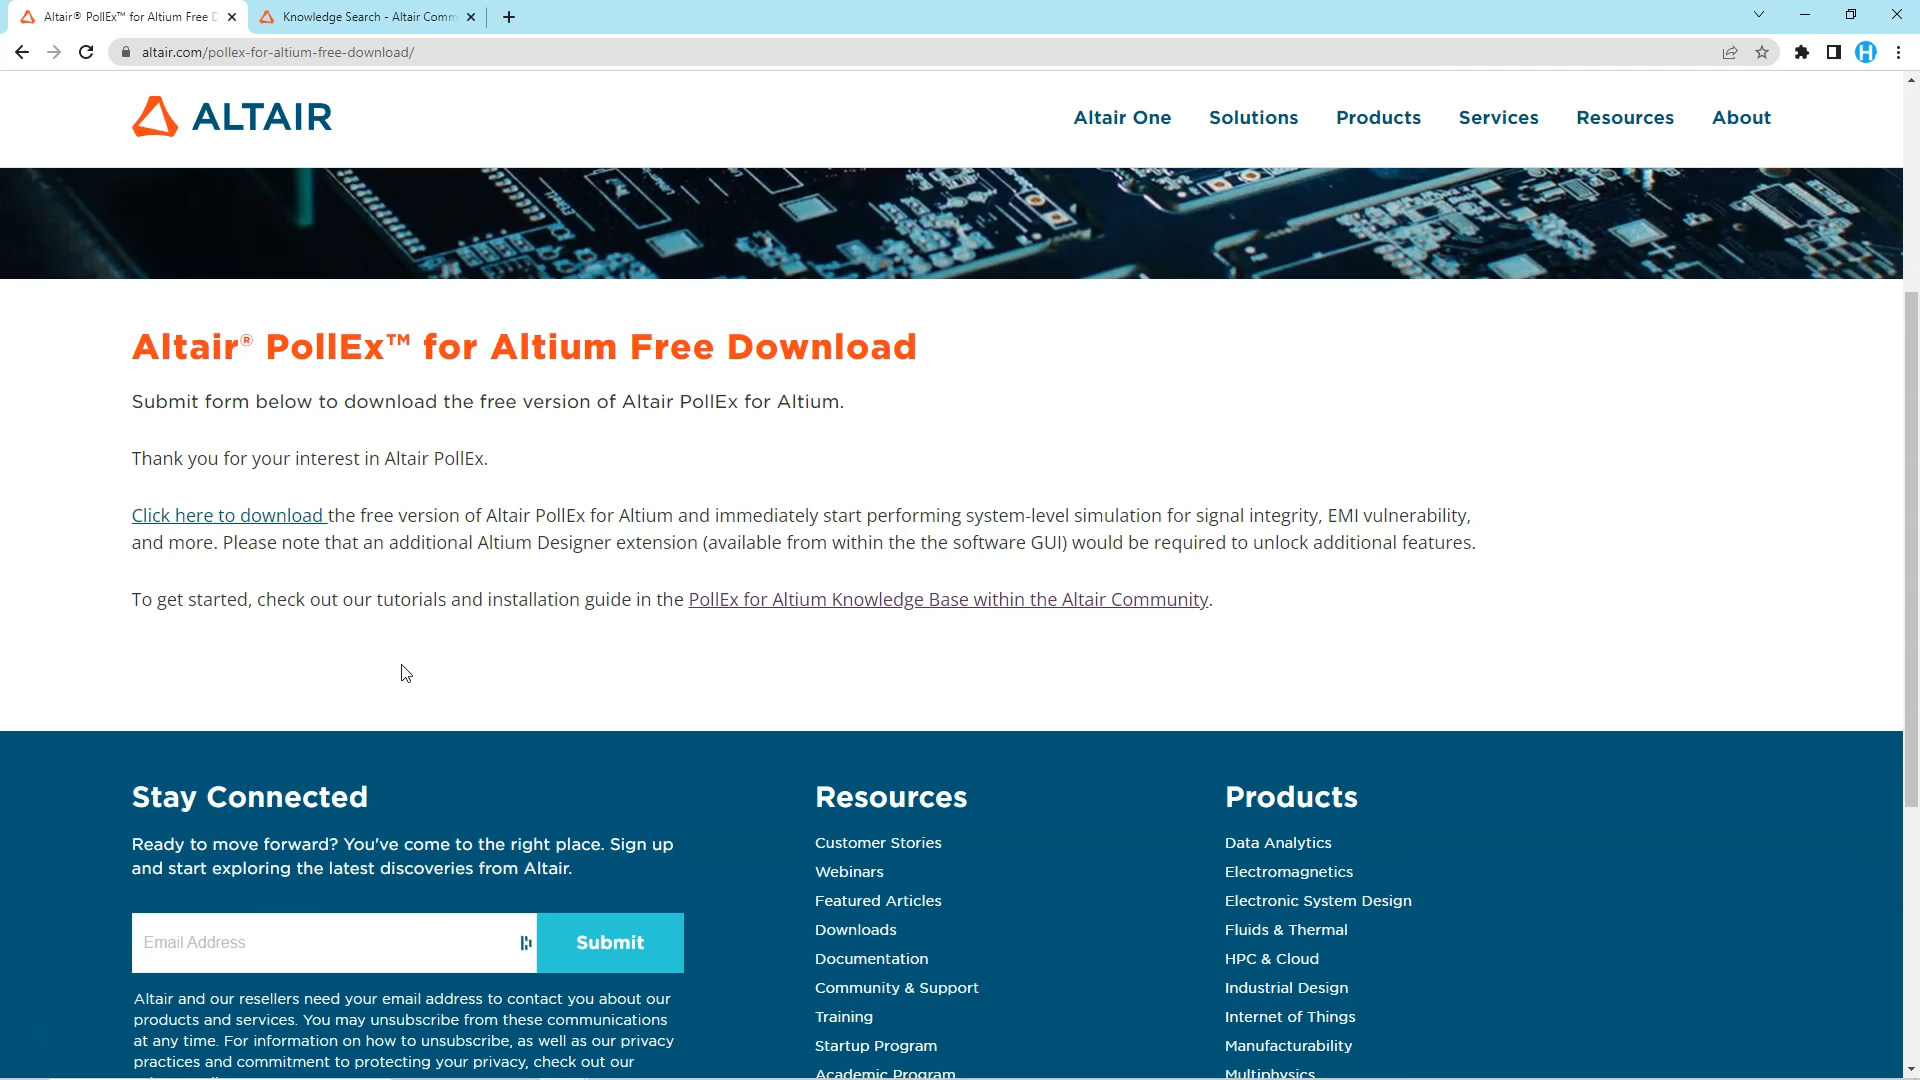 Altair® PollEx™ for Altium Free D
Knowledge Search - Altair Comm
altair.com/pollex-for-altium-free-download/
H
ALTAIR
Altair One
Solutions
Products
Services
Resources
About
Altair® PollEx™ for Altium Free Download
Submit form below to download the free version of Altair PollEx for Altium.
Thank you for your interest in Altair PollEx.
Click here to download the free version of Altair PollEx for Altium and immediately start performing system-level simulation for signal integrity, EMI vulnerability,
and more. Please note that an additional Altium Designer extension (available from within the the software GUI) would be required to unlock additional features.
To get started, check out our tutorials and installation guide in the PollEx for Altium Knowledge Base within the Altair Community.
Stay Connected
Ready to move forward? You've come to the right place. Sign up
and start exploring the latest discoveries from Altair.
Email Address
Submit
Altair and our resellers need your email address to contact you about our
products and services. You may unsubscribe from these communications
at any time. For information on how to unsubscribe, as well as our privacy
practices and commitment to protecting your privacy, check out our
Resources
Customer Stories
Webinars
Featured Articles
Downloads
Documentation
Community & Support
Training
Startup Program
Academic Program
Products
Data Analytics
Electromagnetics
Electronic System Design
Fluids & Thermal
HPC & Cloud
Industrial Design
Internet of Things
Manufacturability
Multiphysics